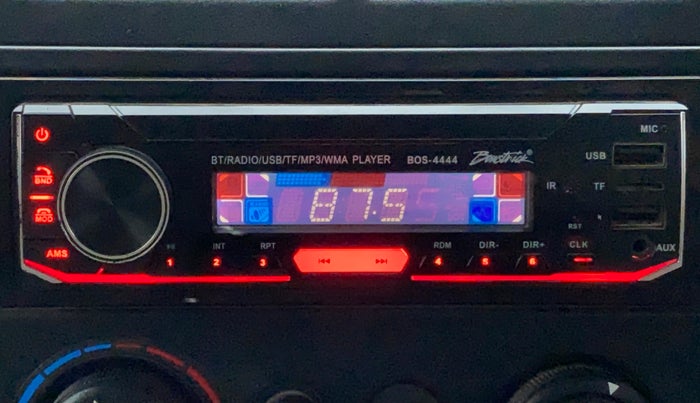 MIC
BT/RADIO/USB/TF/MP3/WMA PLAYER BOS-4444 Bosstrick
USB
BND
87.5
IR TF
MOD
RST
INT RPT RDM DIR- DIR+ CLK AUX
AMS 1 2 3 4 5 6